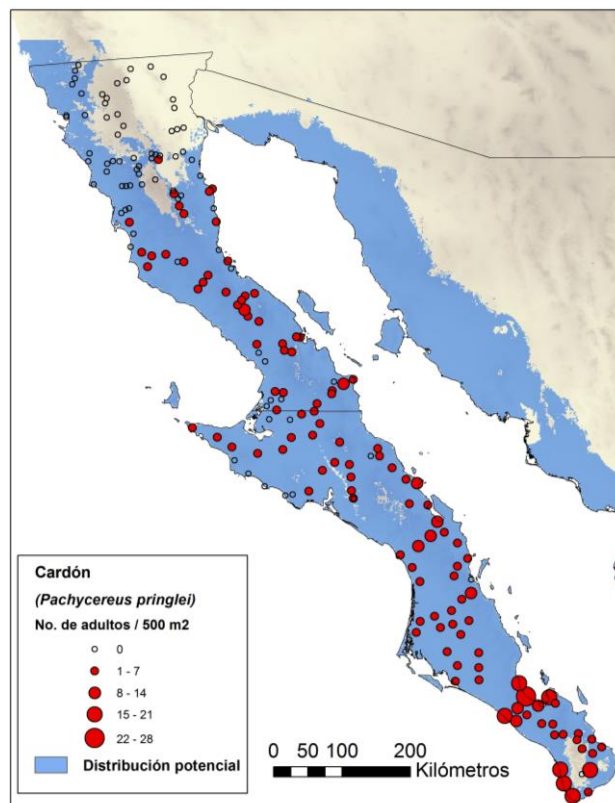 Cardón
(Pachycereus pringlei)
No. de adultos / 500 m2
0
1 - 7
8 - 14
15 - 21
22 - 28
Distribución potencial
0 50 100 200
Kilómetros